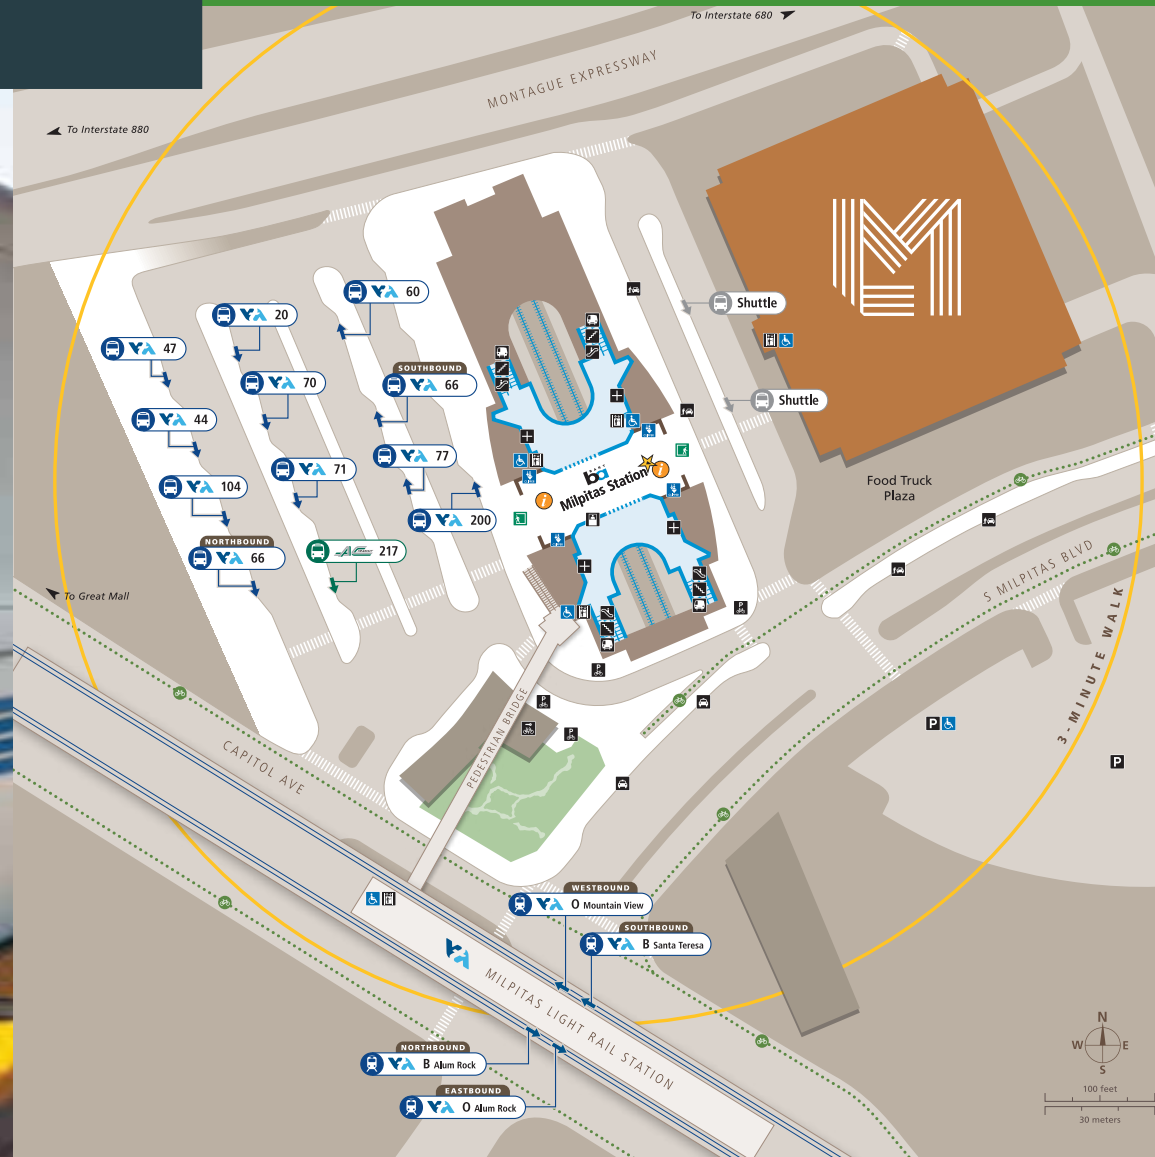 To Interstate 680
MONTAGUE EXPRESSWAY
To Interstate 880
M
60
Shuttle
20
47
SOUTHBOUND
66
70
Shuttle
44
77
71
ba
Milpitas Station
i
i
Food Truck
Plaza
104
200
NORTHBOUND
66
AC TRANSIT 217
S MILPITAS BLVD
To Great Mall
3-MINUTE WALK
P
P
P
PEDESTRIAN BRIDGE
P
P
P
CAPITOL AVE
WESTBOUND
O Mountain View
SOUTHBOUND
B Santa Teresa
MILPITAS LIGHT RAIL STATION
NORTHBOUND
B Alum Rock
EASTBOUND
O Alum Rock
N
W E
S
100 feet
30 meters